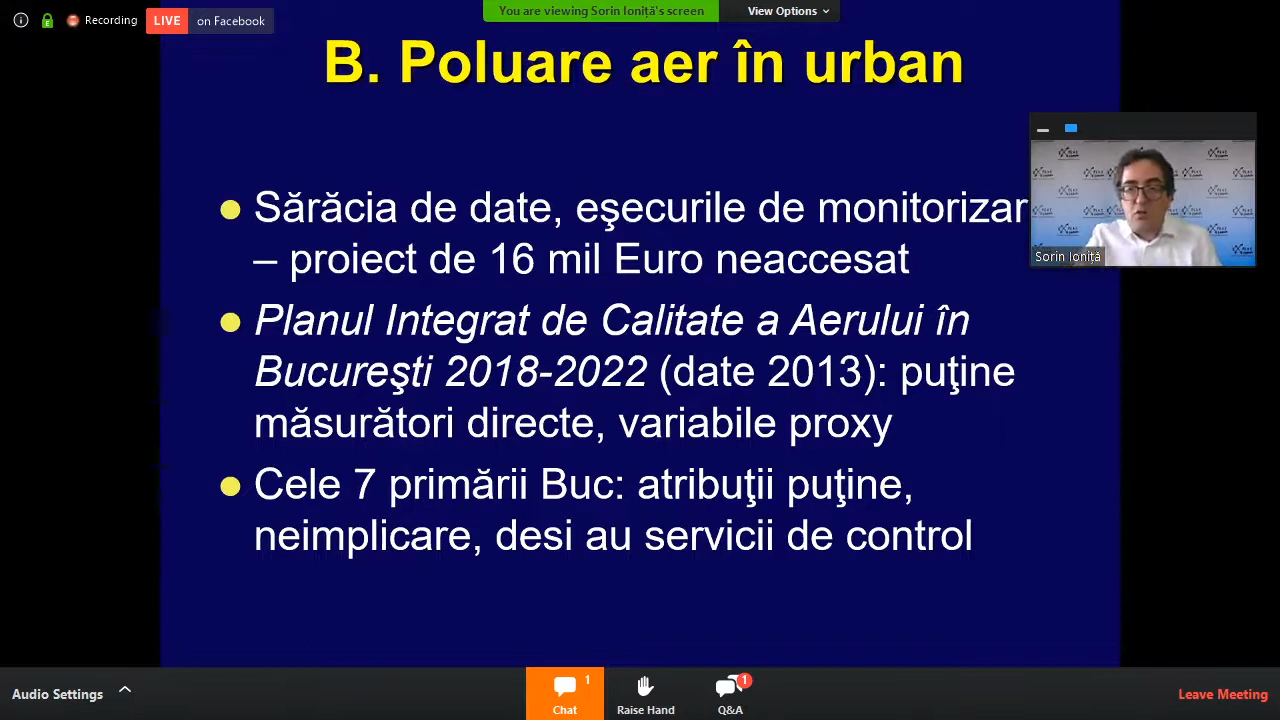 Recording
LIVE
on Facebook
You are viewing Sorin Ioniță's screen
View Options
B. Poluare aer în urban
Sărăcia de date, eşecurile de monitorizar
– proiect de 16 mil Euro neaccesat
Planul Integrat de Calitate a Aerului în
Bucureşti 2018-2022 (date 2013): puţine
măsurători directe, variabile proxy
Cele 7 primării Buc: atribuţii puţine,
neimplicare, desi au servicii de control
Sorin Ioniță
Audio Settings
1
Chat
Raise Hand
1
Q&A
Leave Meeting